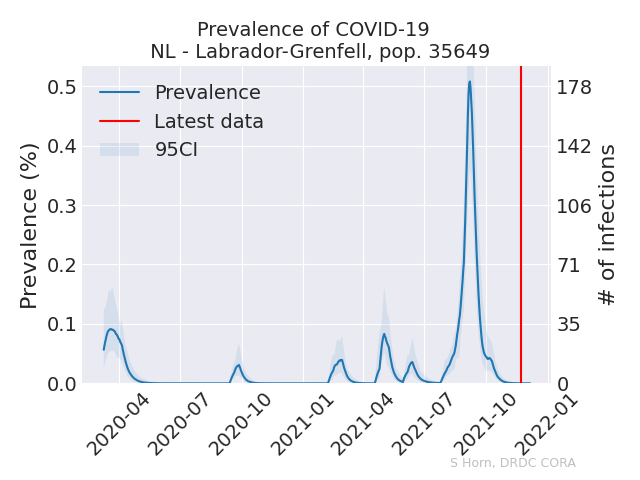 Prevalence of COVID-19
NL - Labrador-Grenfell, pop. 35649
Prevalence
Latest data
95CI
Prevalence (%)
0.5
0.4
0.3
0.2
0.1
0.0
178
142
106
71
35
0
# of infections
2020-04
2020-07
2020-10
2021-01
2021-04
2021-07
2021-10
2022-01
S Horn, DRDC CORA